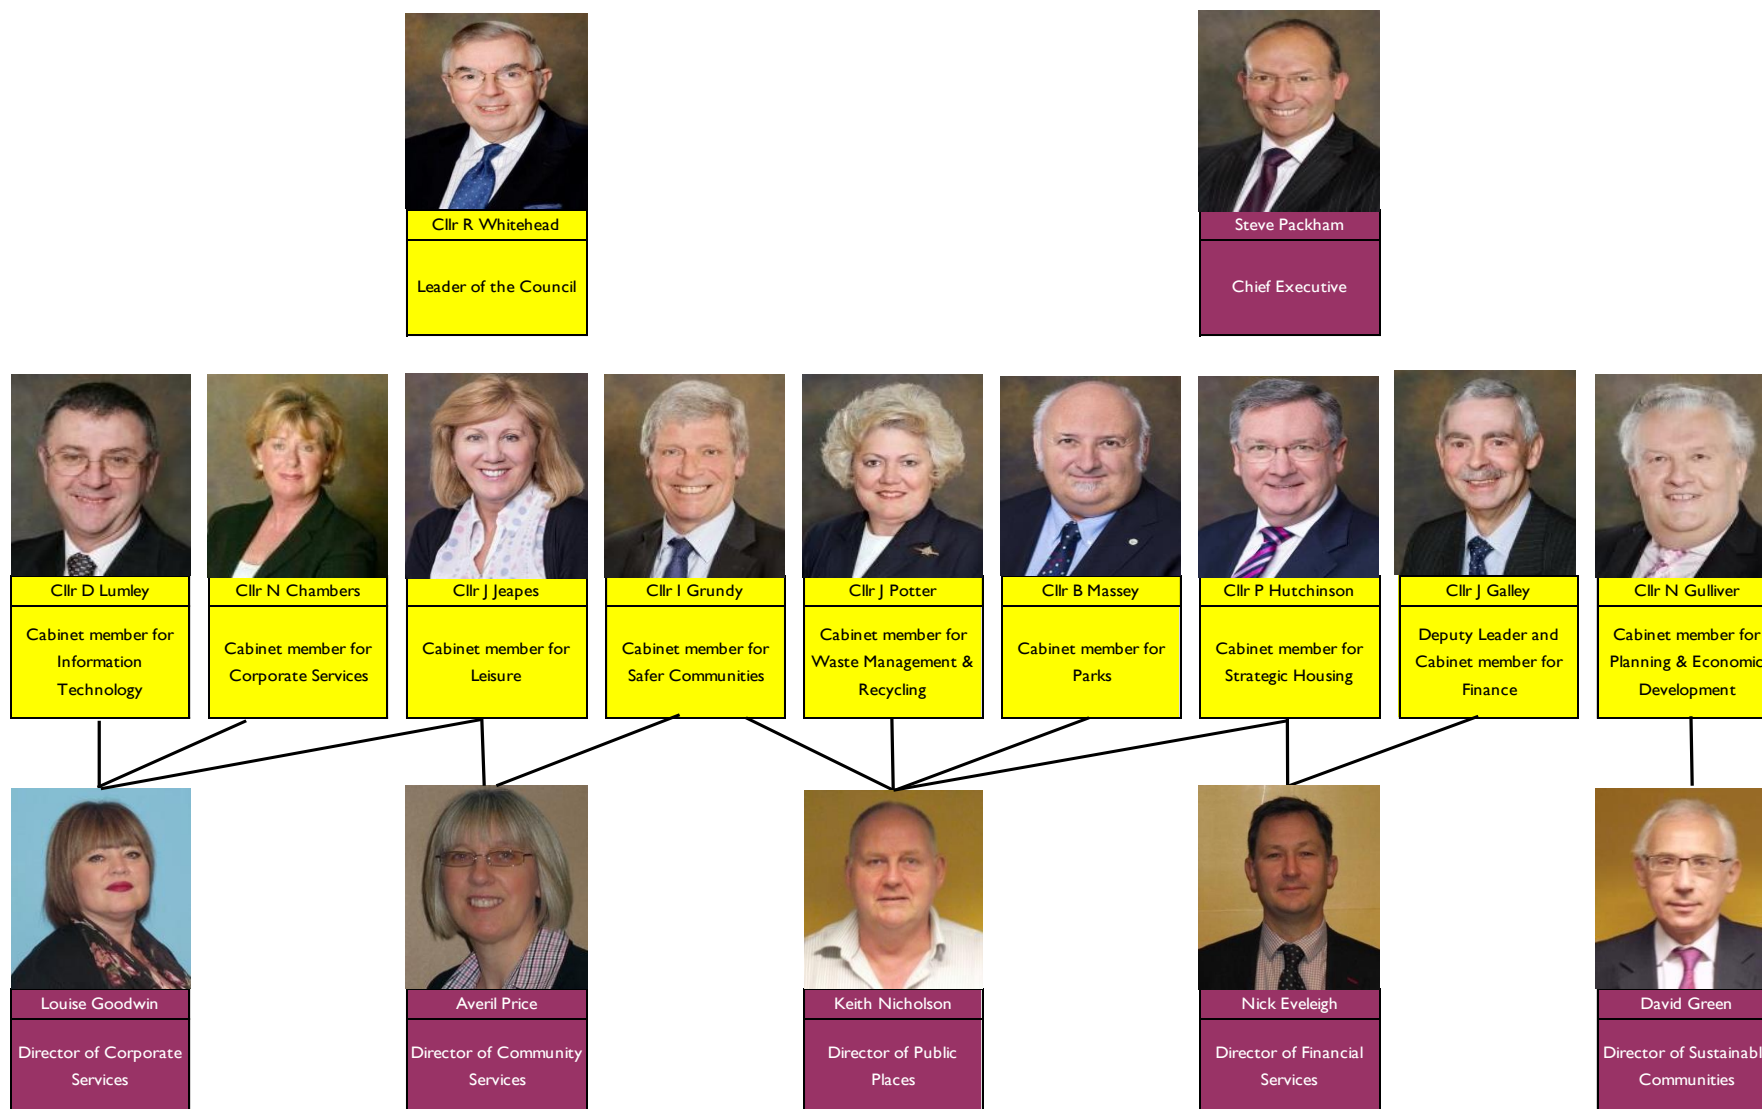 Cllr R Whitehead
Leader of the Council
Steve Packham
Chief Executive
Cllr D Lumley
Cabinet member for
Information
Technology
Cllr N Chambers
Cabinet member for
Corporate Services
Cllr J Jeapes
Cabinet member for
Leisure
Cllr I Grundy
Cabinet member for
Safer Communities
Cllr J Potter
Cabinet member for
Waste Management &
Recycling
Cllr B Massey
Cabinet member for
Parks
Cllr P Hutchinson
Cabinet member for
Strategic Housing
Cllr J Galley
Deputy Leader and
Cabinet member for
Finance
Cllr N Gulliver
Cabinet member for
Planning & Economic
Development
Louise Goodwin
Director of Corporate
Services
Averil Price
Director of Community
Services
Keith Nicholson
Director of Public
Places
Nick Eveleigh
Director of Financial
Services
David Green
Director of Sustainabl
Communities